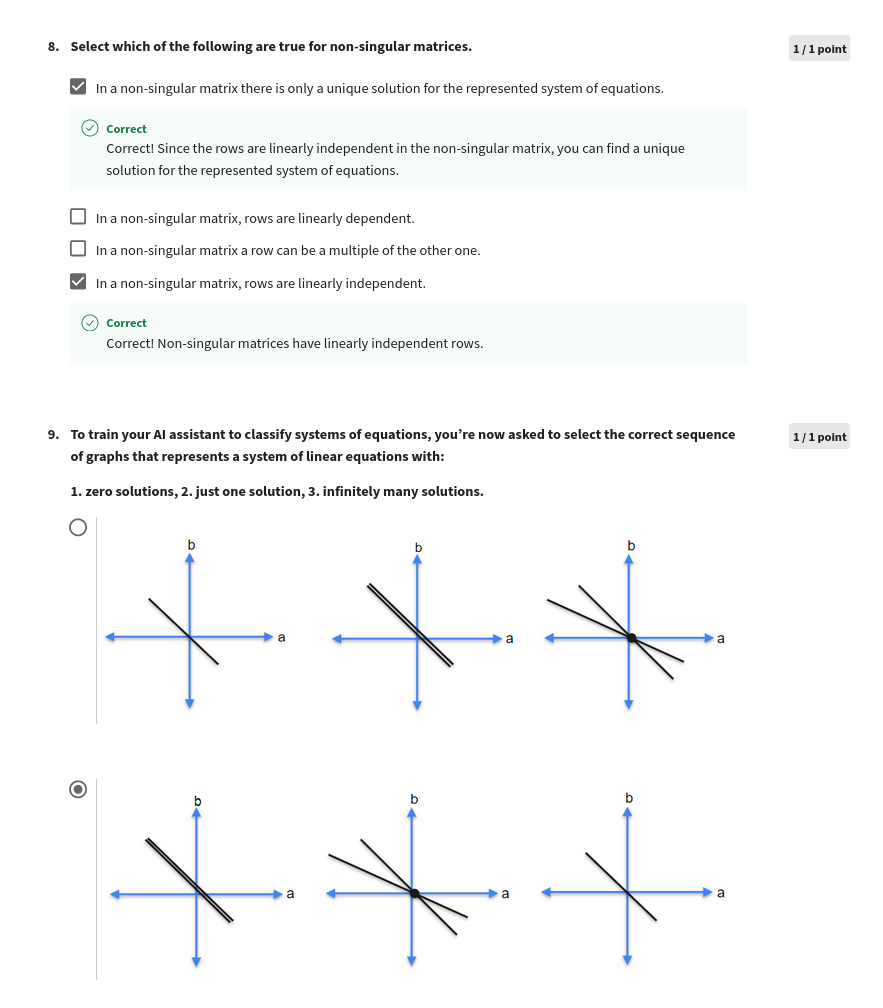 8. Select which of the following are true for non-singular matrices.
1 / 1 point
In a non-singular matrix there is only a unique solution for the represented system of equations.
Correct
Correct! Since the rows are linearly independent in the non-singular matrix, you can find a unique
solution for the represented system of equations.
In a non-singular matrix, rows are linearly dependent.
In a non-singular matrix a row can be a multiple of the other one.
In a non-singular matrix, rows are linearly independent.
Correct
Correct! Non-singular matrices have linearly independent rows.
9. To train your AI assistant to classify systems of equations, you're now asked to select the correct sequence
1 / 1 point
of graphs that represents a system of linear equations with:
1. zero solutions, 2. just one solution, 3. infinitely many solutions.
b b b
a a a
b b b
a a a